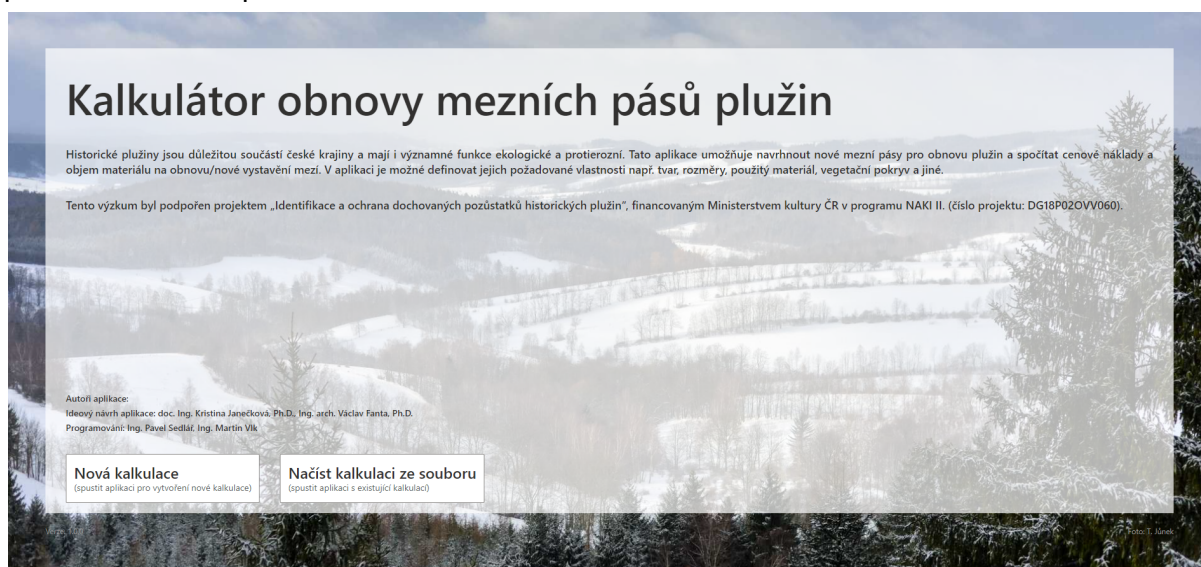 Kalkulátor obnovy mezních pásů plužin
Historické plužiny jsou důležitou součástí české krajiny a mají i významné funkce ekologické a protierozní. Tato aplikace umožňuje navrhnout nové mezní pásy pro obnovu plužin a spočítat cenové náklady a
objem materiálu na obnovu/nové vystavění mezí. V aplikaci je možné definovat jejich požadované vlastnosti např. tvar, rozměry, použitý materiál, vegetační pokryv a jiné.
Tento výzkum byl podpořen projektem „Identifikace a ochrana dochovaných pozůstatků historických plužin“, financovaným Ministerstvem kultury ČR v programu NAKI II. (číslo projektu: DG18P02OVV060).
Autoři aplikace:
Ideový návrh aplikace: doc. Ing. Kristina Janečková, Ph.D., Ing. arch. Václav Fanta, Ph.D.
Programování: Ing. Pavel Sedlář, Ing. Martin Vlk
Nová kalkulace
(spustit aplikaci pro vytvoření nové kalkulace)
Načíst kalkulaci ze souboru
(spustit aplikaci s existující kalkulací)
Foto: T. Jůnek